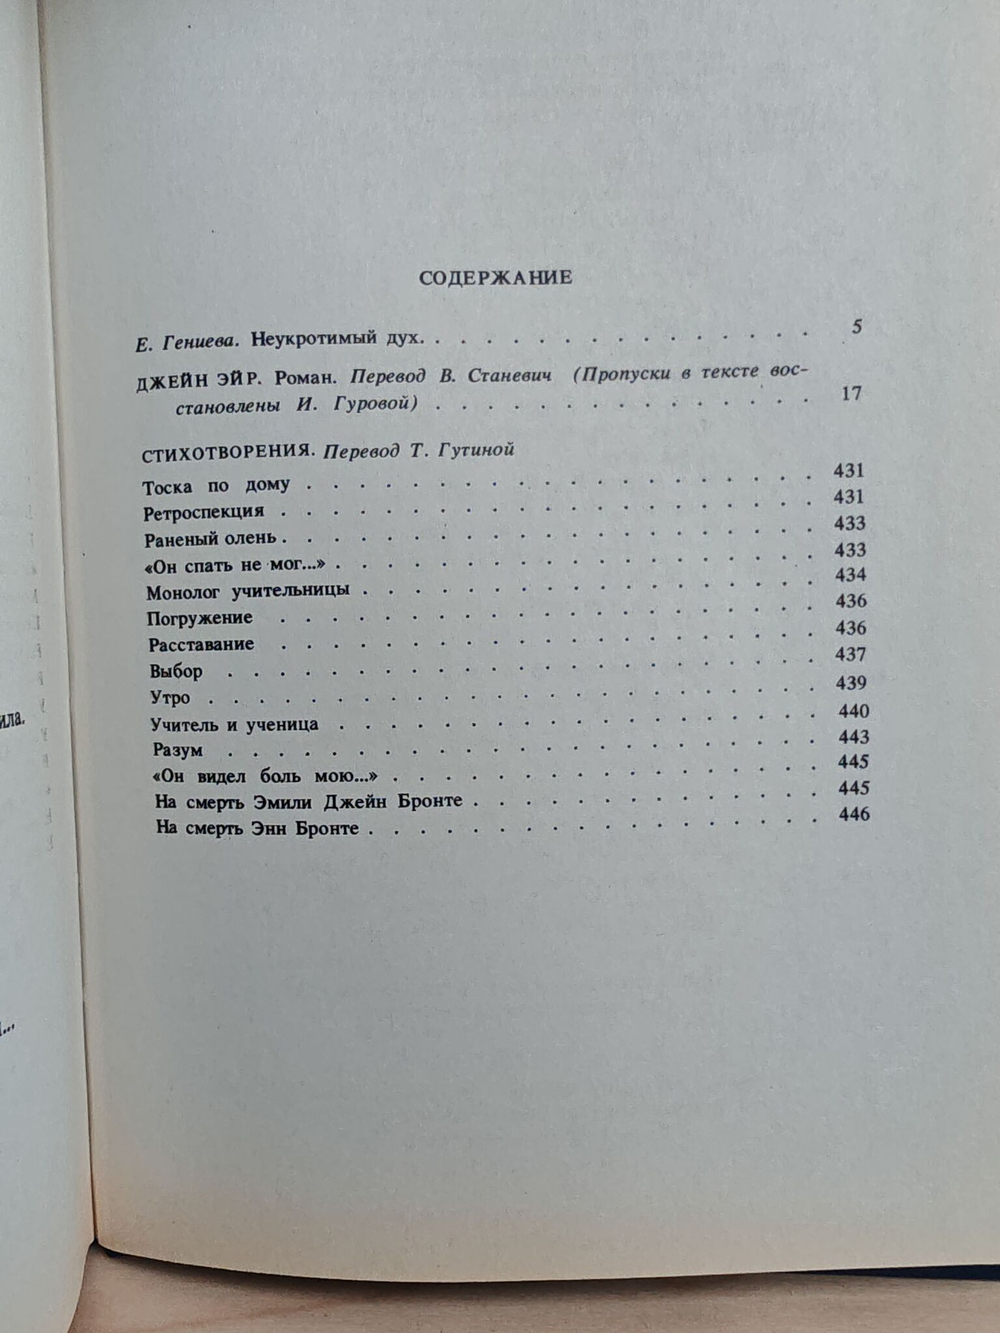 СОДЕРЖАНИЕ
Е. Гениева. Неукротимый дух. . . . . . . . . . . . . . . . 5
ДЖЕЙН ЭЙР. Роман. Перевод В. Станевич (Пропуски в тексте вос-
становлены И. Гуровой) . . . . . . . . . . . . . . . 17
СТИХОТВОРЕНИЯ. Перевод Т. Гутиной
Тоска по дому . . . . . . . . . . . . . . . . . . . . 431
Ретроспекция . . . . . . . . . . . . . . . . . . . . . 431
Раненый олень . . . . . . . . . . . . . . . . . . . . . 433
«Он спать не мог...» . . . . . . . . . . . . . . . . . . . 433
Монолог учительницы . . . . . . . . . . . . . . . . . . 434
Погружение . . . . . . . . . . . . . . . . . . . . . 436
Расставание . . . . . . . . . . . . . . . . . . . . . 436
Выбор . . . . . . . . . . . . . . . . . . . . . . . 437
Утро . . . . . . . . . . . . . . . . . . . . . . . . 439
Учитель и ученица . . . . . . . . . . . . . . . . . . . 440
Разум . . . . . . . . . . . . . . . . . . . . . . . 443
«Он видел боль мою...» . . . . . . . . . . . . . . . . . 445
На смерть Эмили Джейн Бронте . . . . . . . . . . . . . . 445
На смерть Энн Бронте . . . . . . . . . . . . . . . . . . 446